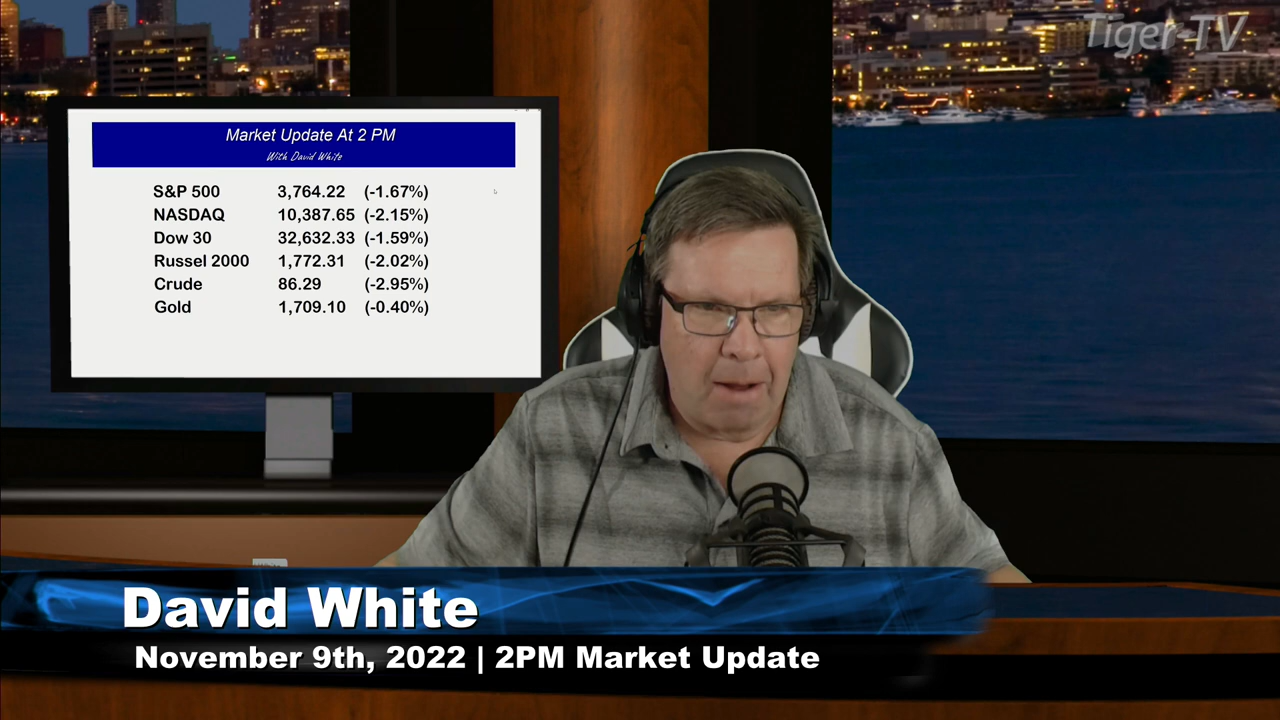 Tiger-TV
Market Update At 2 PM
With David White
S&P 500 3,764.22 (-1.67%)
NASDAQ 10,387.65 (-2.15%)
Dow 30 32,632.33 (-1.59%)
Russel 2000 1,772.31 (-2.02%)
Crude 86.29 (-2.95%)
Gold 1,709.10 (-0.40%)
David White
November 9th, 2022 | 2PM Market Update